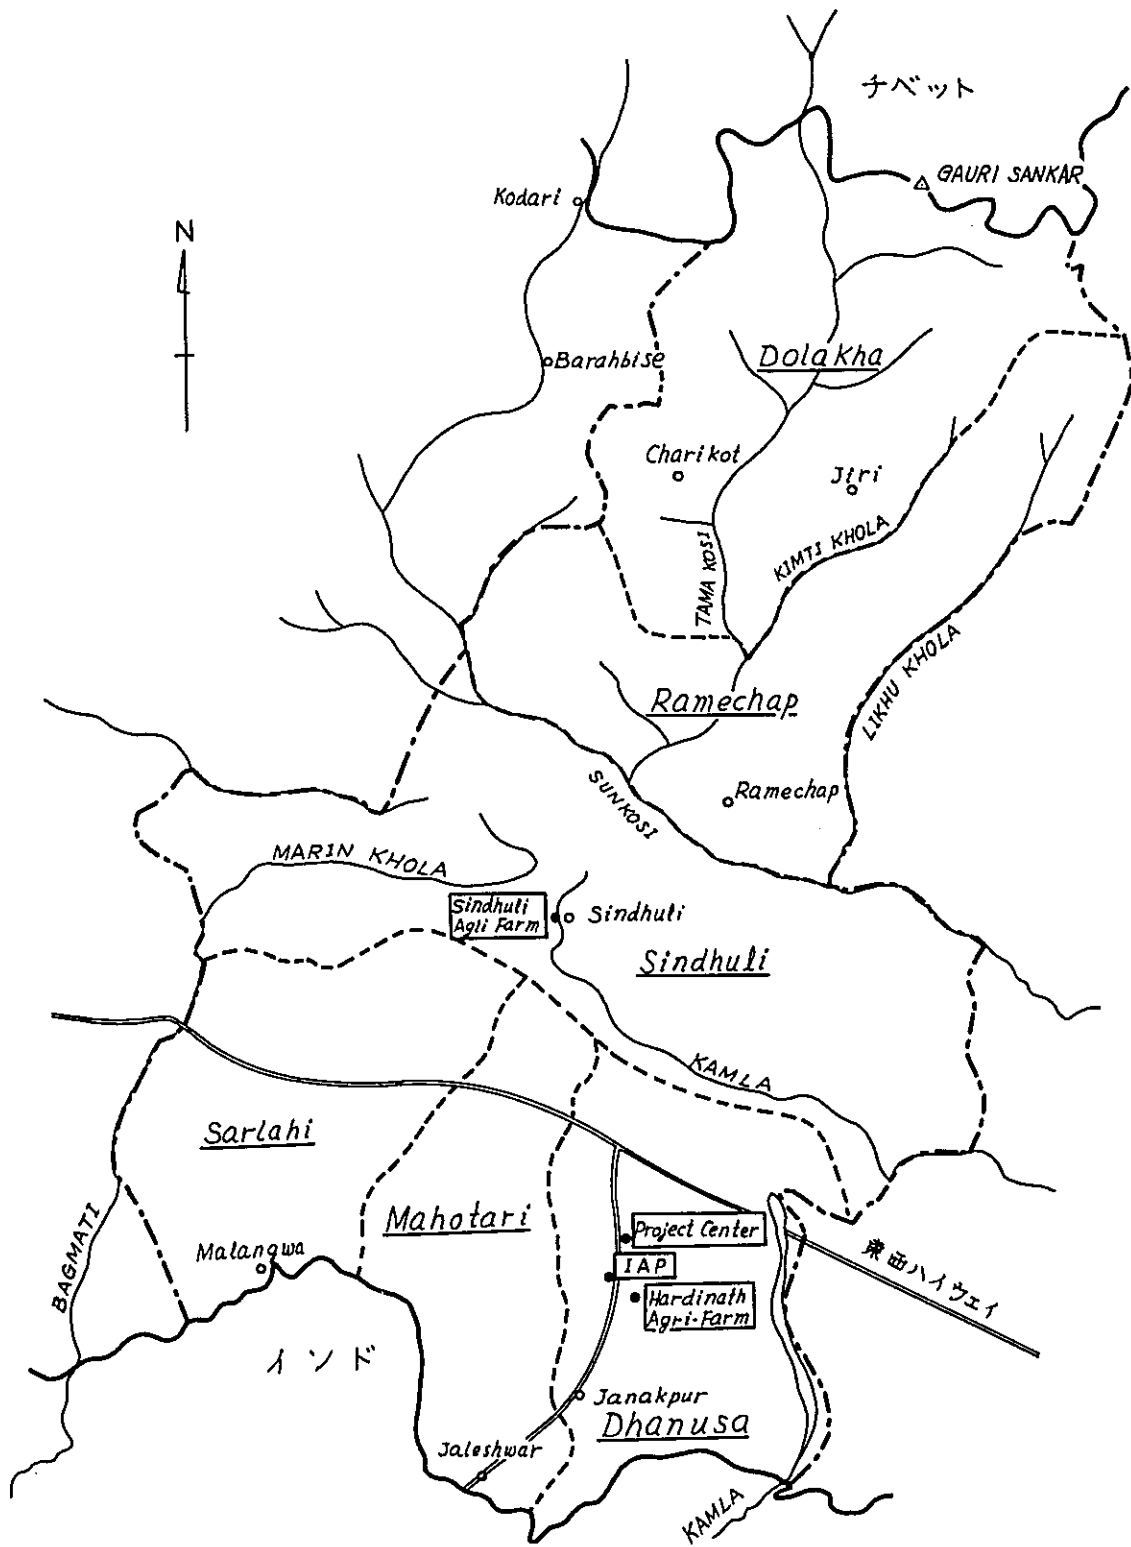 チベット
GAURI SANKAR
Kodari
N
Barahbise
Dolakha
Charikot
Jiri
TAMA KOSI
KIMTI KHOLA
LIKHU KHOLA
Ramechap
SUNKOSI
Ramechap
MARIN KHOLA
Sindhuli
Agli Farm
Sindhuli
Sindhuli
KAMLA
Sarlahi
Mahotari
Project Center
東西ハイウェイ
BAGMATI
Malangwa
IAP
Hardinath
Agri-Farm
インド
Janakpur
Dhanusa
Jaleshwar
KAMLA